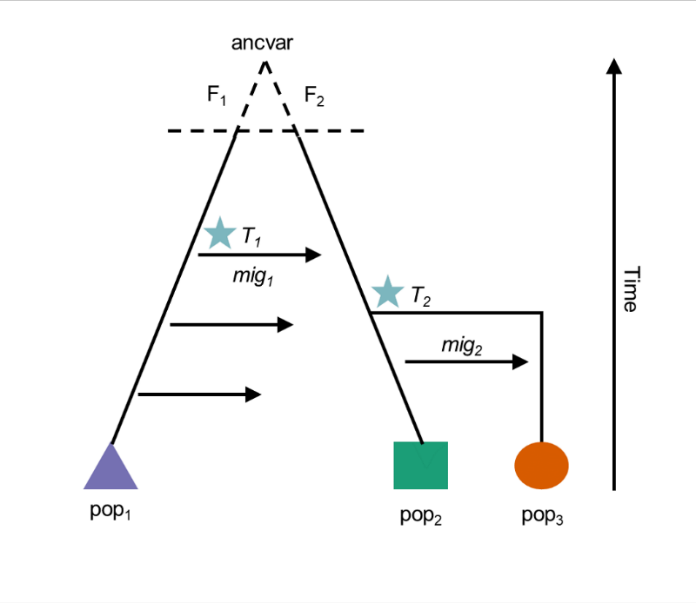 ancvar
F₁
F₂
T₁
mig₁
T₂
mig₂
Time
pop₁
pop₂
pop₃